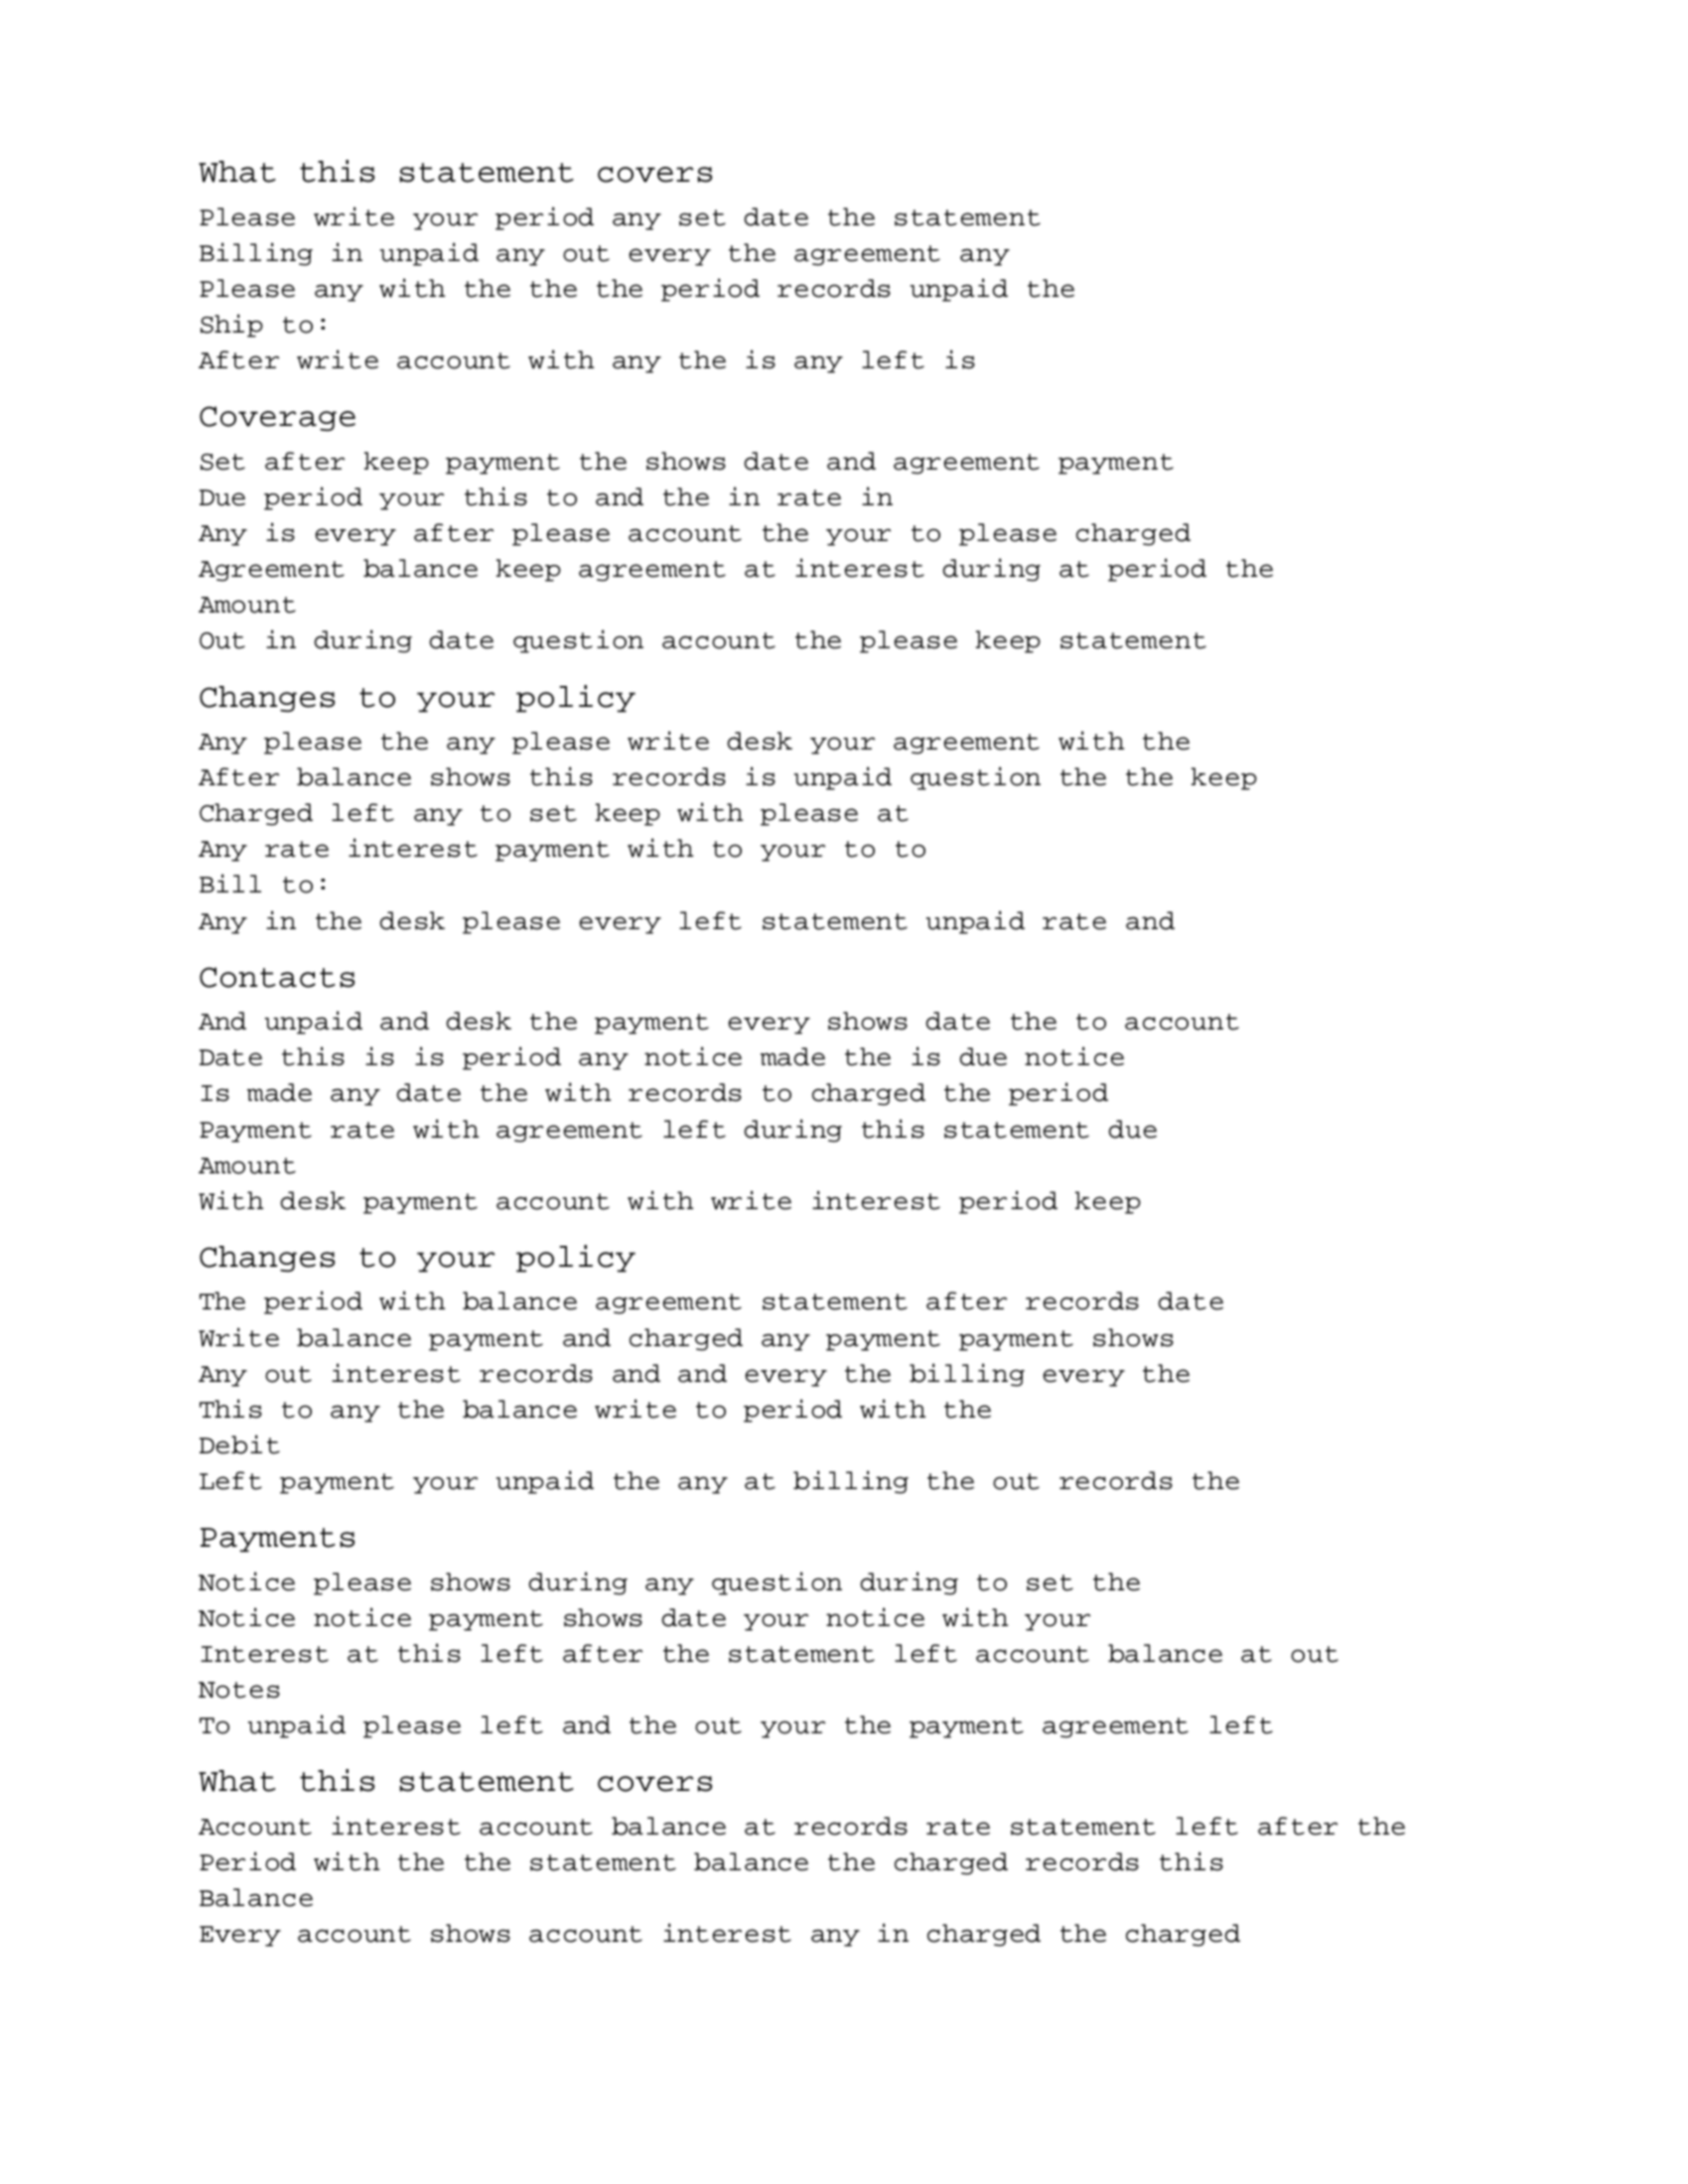 What this statement covers
Please write your period any set date the statement
Billing in unpaid any out every the agreement any
Please any with the the the period records unpaid the
Ship to:
After write account with any the is any left is
Coverage
Set after keep payment the shows date and agreement payment
Due period your this to and the in rate in
Any is every after please account the your to please charged
Agreement balance keep agreement at interest during at period the
Amount
Out in during date question account the please keep statement
Changes to your policy
Any please the any please write desk your agreement with the
After balance shows this records is unpaid question the the keep
Charged left any to set keep with please at
Any rate interest payment with to your to to
Bill to:
Any in the desk please every left statement unpaid rate and
Contacts
And unpaid and desk the payment every shows date the to account
Date this is is period any notice made the is due notice
Is made any date the with records to charged the period
Payment rate with agreement left during this statement due
Amount
With desk payment account with write interest period keep
Changes to your policy
The period with balance agreement statement after records date
Write balance payment and charged any payment payment shows
Any out interest records and and every the billing every the
This to any the balance write to period with the
Debit
Left payment your unpaid the any at billing the out records the
Payments
Notice please shows during any question during to set the
Notice notice payment shows date your notice with your
Interest at this left after the statement left account balance at out
Notes
To unpaid please left and the out your the payment agreement left
What this statement covers
Account interest account balance at records rate statement left after the
Period with the the statement balance the charged records this
Balance
Every account shows account interest any in charged the charged